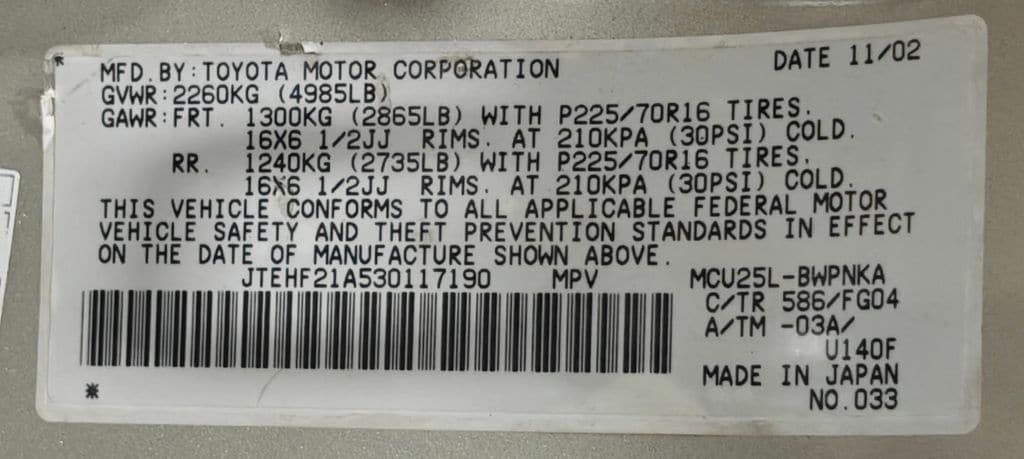 MFD. BY: TOYOTA MOTOR CORPORATION DATE 11/02
GVWR: 2260KG (4985LB)
GAWR: FRT. 1300KG (2865LB) WITH P225/70R16 TIRES.
16X6 1/2JJ RIMS. AT 210KPA (30PSI) COLD.
RR. 1240KG (2735LB) WITH P225/70R16 TIRES.
16X6 1/2JJ RIMS. AT 210KPA (30PSI) COLD.
THIS VEHICLE CONFORMS TO ALL APPLICABLE FEDERAL MOTOR
VEHICLE SAFETY AND THEFT PREVENTION STANDARDS IN EFFECT
ON THE DATE OF MANUFACTURE SHOWN ABOVE.
JTEHF21A530117190 MPV MCU25L-BWPNKA
C/TR 586/FG04
A/TM -03A/
U140F
MADE IN JAPAN
NO.033